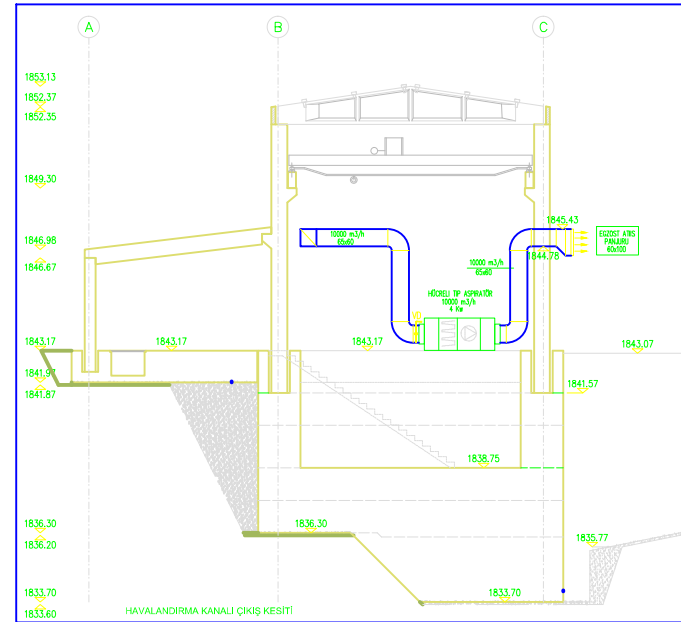 A
B
C
1853.13
1852.37
1852.35
1849.30
1846.96
1846.67
1845.43
EGZOST ATIŞ
PANJURU
60x100
10000 m3/h
65x60
1844.78
10000 m3/h
65x60
HÜCRELİ TİP ASPİRATÖR
10000 m3/h
4 Kw
1843.17
1843.17
1843.17
1843.07
1841.97
1841.87
1841.57
1838.75
1836.30
1836.30
1836.20
1835.77
1833.70
1833.70
1833.60
HAVALANDIRMA KANALI ÇIKIŞ KESİTİ